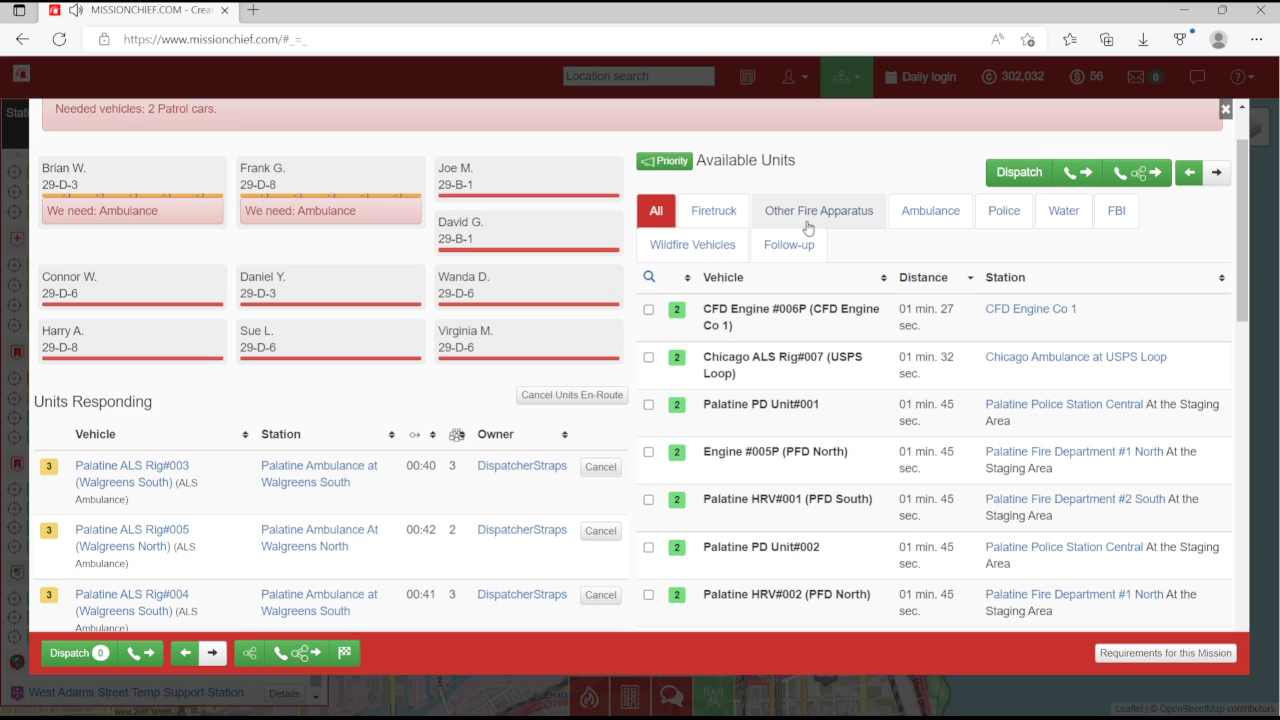 MISSIONCHIEF.COM - Crea
https://www.missionchief.com/#_=_
Location search
Daily login
302,032
56
0
Stati
Needed vehicles: 2 Patrol cars.
Brian W.
29-D-3
We need: Ambulance
Frank G.
29-D-8
We need: Ambulance
Joe M.
29-B-1
David G.
29-B-1
Connor W.
29-D-6
Daniel Y.
29-D-3
Wanda D.
29-D-6
Harry A.
29-D-8
Sue L.
29-D-6
Virginia M.
29-D-6
Units Responding
Cancel Units En-Route
Vehicle Station Owner
3 Palatine ALS Rig#003 Palatine Ambulance at 00:40 3 DispatcherStraps Cancel
(Walgreens South) (ALS Walgreens South
Ambulance)
3 Palatine ALS Rig#005 Palatine Ambulance At 00:42 2 DispatcherStraps Cancel
(Walgreens North) (ALS Walgreens North
Ambulance)
3 Palatine ALS Rig#004 Palatine Ambulance at 00:41 3 DispatcherStraps Cancel
(Walgreens South) (ALS Walgreens South
Ambulance)
Priority Available Units
Dispatch
All Firetruck Other Fire Apparatus Ambulance Police Water FBI
Wildfire Vehicles Follow-up
Vehicle Distance Station
2 CFD Engine #006P (CFD Engine 01 min. 27 CFD Engine Co 1
Co 1) sec.
2 Chicago ALS Rig#007 (USPS 01 min. 32 Chicago Ambulance at USPS Loop
Loop) sec.
2 Palatine PD Unit#001 01 min. 45 Palatine Police Station Central At the Staging
sec. Area
2 Engine #005P (PFD North) 01 min. 45 Palatine Fire Department #1 North At the
sec. Staging Area
2 Palatine HRV#001 (PFD South) 01 min. 45 Palatine Fire Department #2 South At the
sec. Staging Area
2 Palatine PD Unit#002 01 min. 45 Palatine Police Station Central At the Staging
sec. Area
2 Palatine HRV#002 (PFD North) 01 min. 45 Palatine Fire Department #1 North At the
sec. Staging Area
Dispatch 0
Requirements for this Mission
West Adams Street Temp Support Station Details
West 26th Street
Leaflet | © OpenStreetMap contributors